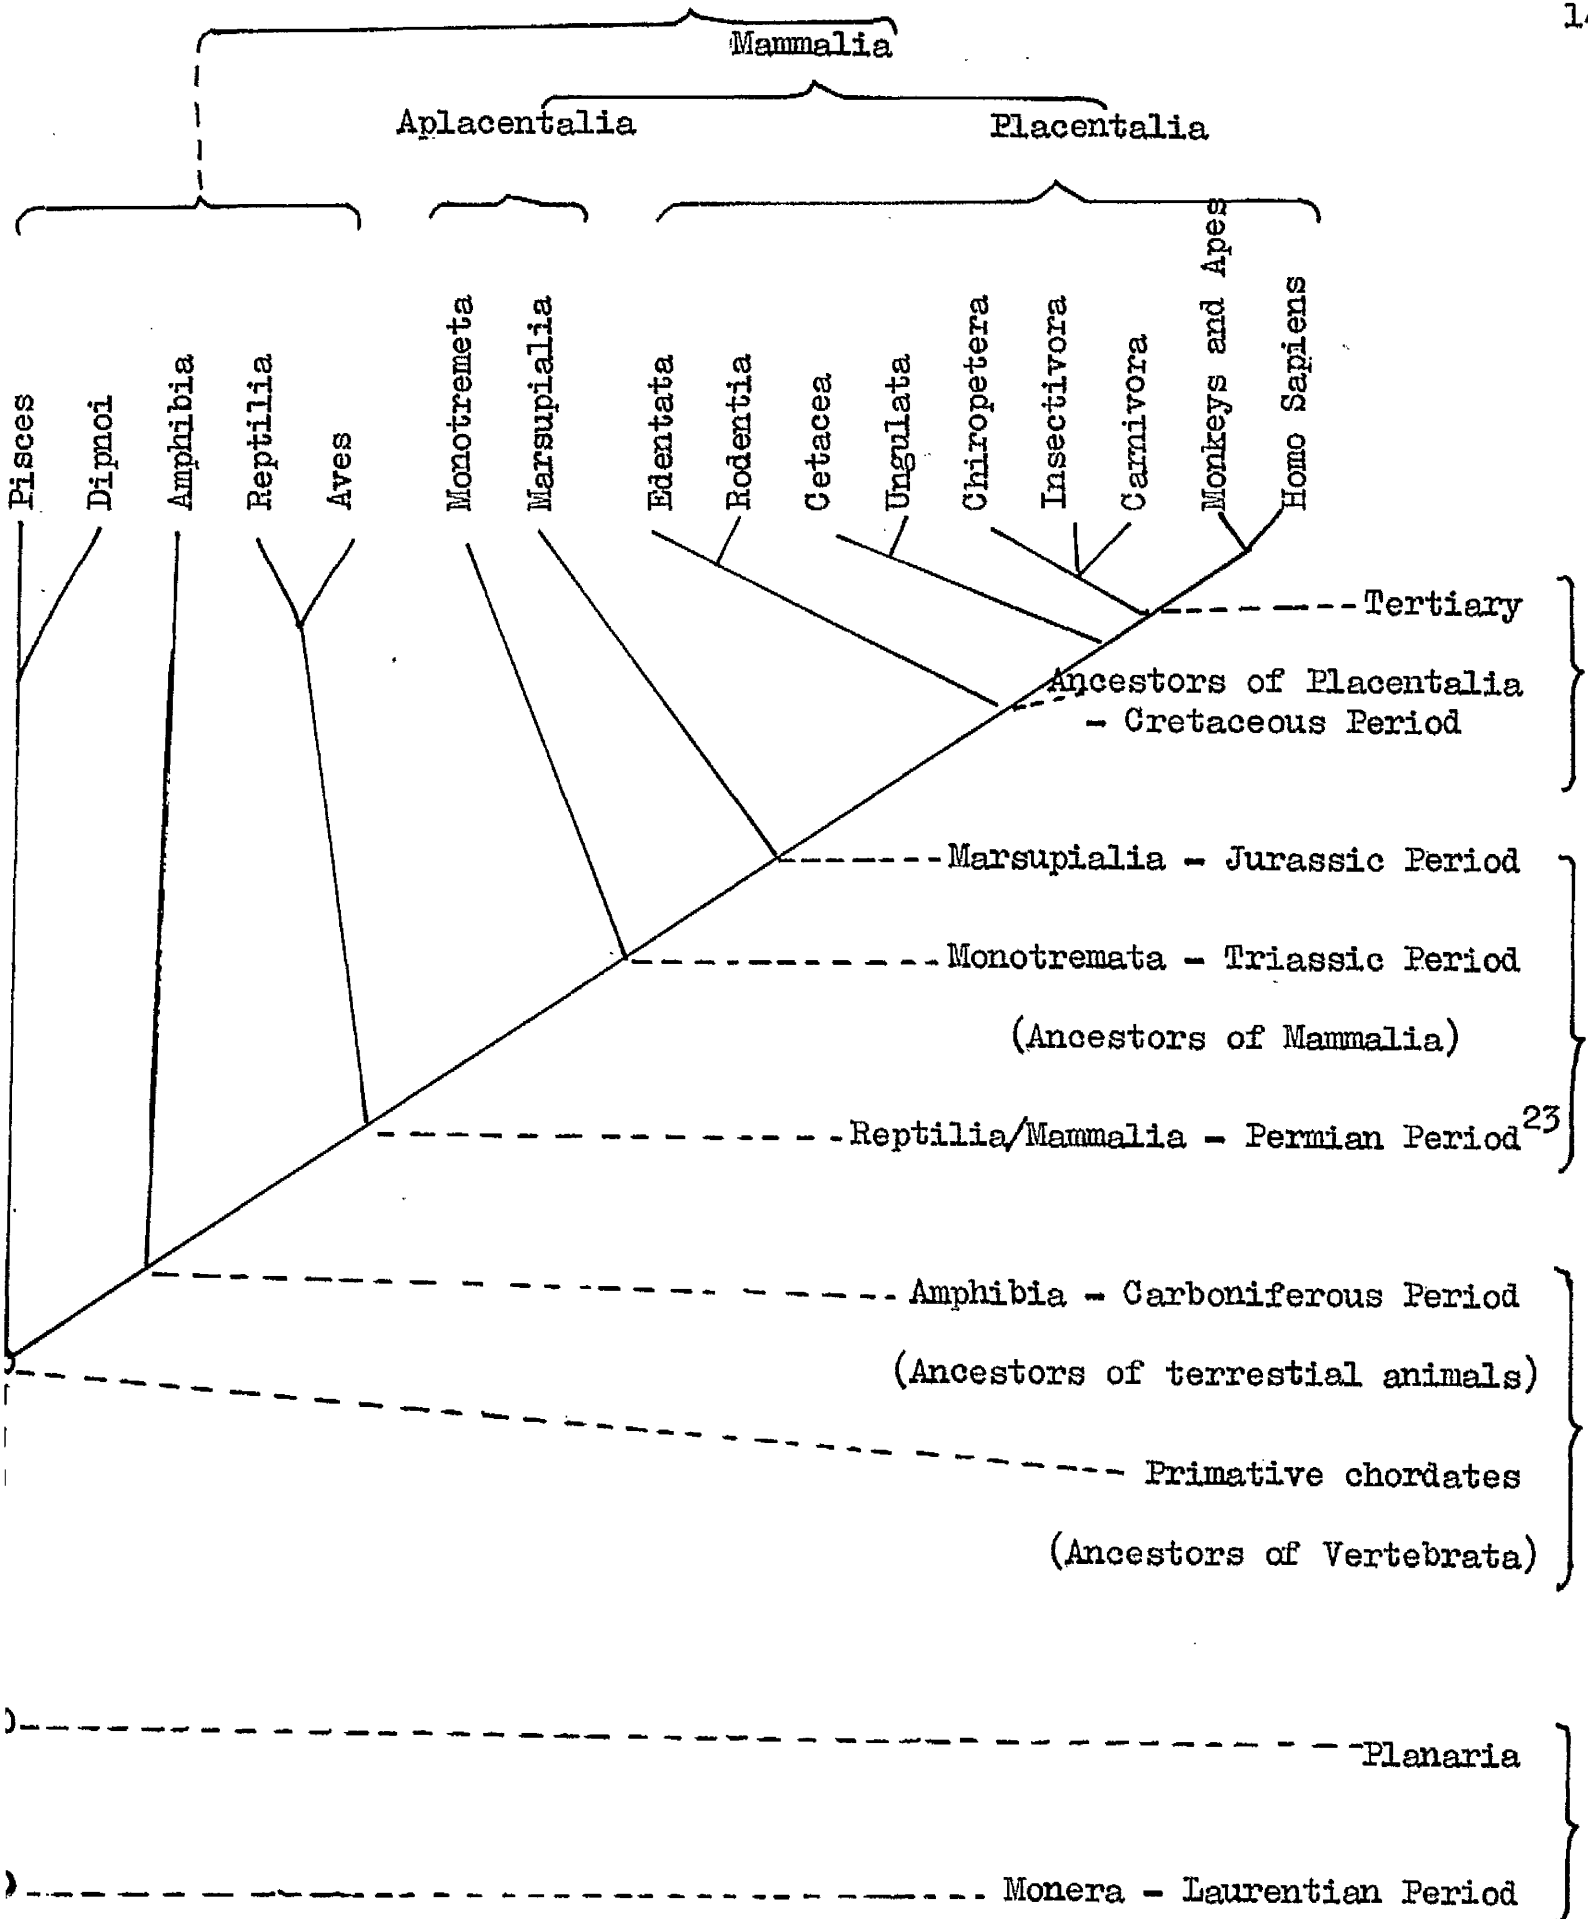 Mammalia
Aplacentalia
Placentalia
Pisces
Dipnoi
Amphibia
Reptilia
Aves
Monotremeta
Marsupialia
Edentata
Rodentia
Cetacea
Ungulata
Chiropetera
Insectivora
Carnivora
Monkeys and Apes
Homo Sapiens
Tertiary
Ancestors of Placentalia
- Cretaceous Period
Marsupialia - Jurassic Period
Monotremata - Triassic Period
(Ancestors of Mammalia)
Reptilia/Mammalia - Permian Period23
Amphibia - Carboniferous Period
(Ancestors of terrestial animals)
Primative chordates
(Ancestors of Vertebrata)
Planaria
Monera - Laurentian Period